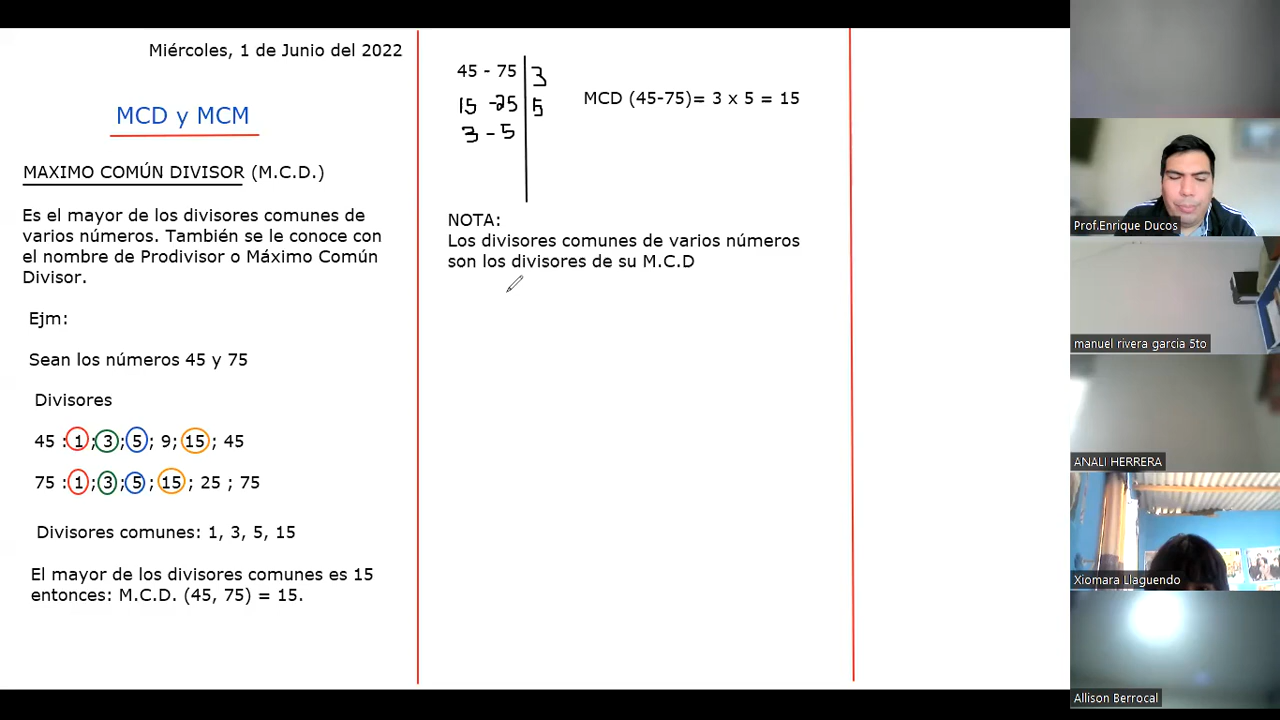 Miércoles, 1 de Junio del 2022
MCD y MCM
MAXIMO COMÚN DIVISOR (M.C.D.)
Es el mayor de los divisores comunes de
varios números. También se le conoce con
el nombre de Prodivisor o Máximo Común
Divisor.
Ejm:
Sean los números 45 y 75
Divisores
45 : 1 ; 3 ; 5 ; 9; 15 ; 45
75 : 1 ; 3 ; 5 ; 15 ; 25 ; 75
Divisores comunes: 1, 3, 5, 15
El mayor de los divisores comunes es 15
entonces: M.C.D. (45, 75) = 15.
45 - 75 | 3
15 - 25 | 5
3 - 5
MCD (45-75)= 3 x 5 = 15
NOTA:
Los divisores comunes de varios números
son los divisores de su M.C.D
Prof.Enrique Ducos
manuel rivera garcia 5to
ANALI HERRERA
Xiomara Llaguendo
Allison Berrocal